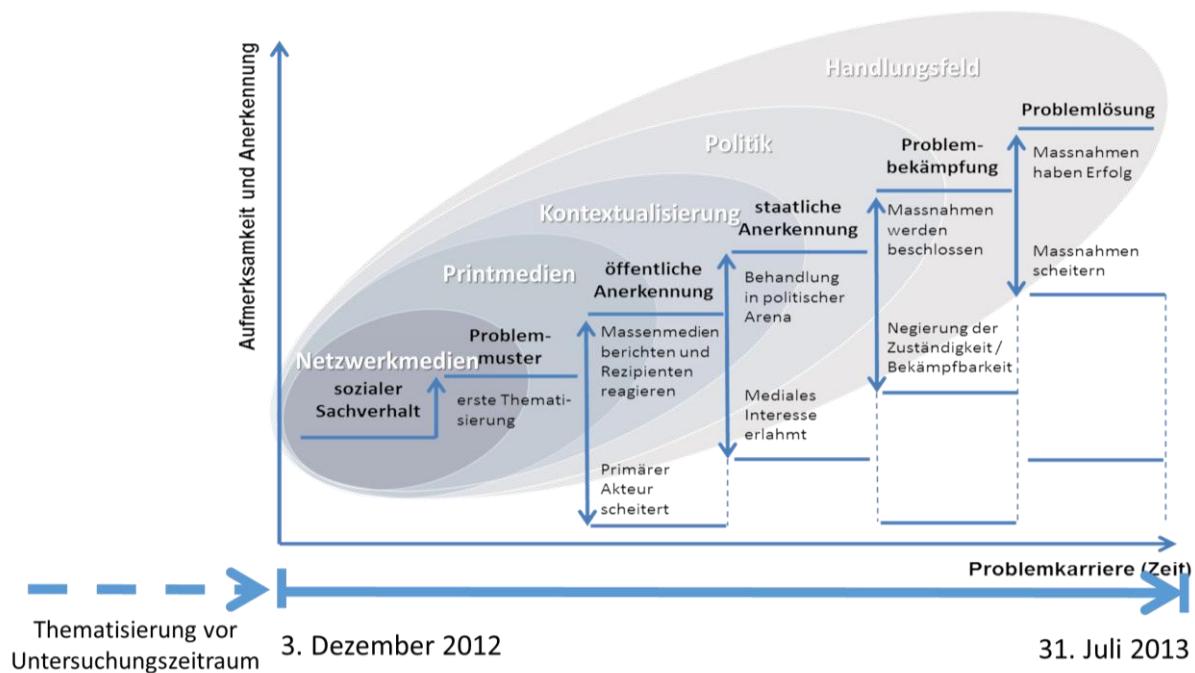 Aufmerksamkeit und Anerkennung
Handlungsfeld
Politik
Kontextualisierung
Printmedien
Netzwerkmedien
sozialer
Sachverhalt
Problem-
muster
erste Themati-
sierung
öffentliche
Anerkennung
Massenmedien
berichten und
Rezipienten
reagieren
Primärer
Akteur
scheitert
staatliche
Anerkennung
Behandlung
in politischer
Arena
Mediales
Interesse
erlahmt
Problem-
bekämpfung
Massnahmen
werden
beschlossen
Negierung der
Zuständigkeit/
Bekämpfbarkeit
Problemlösung
Massnahmen
haben Erfolg
Massnahmen
scheitern
Problemkarriere (Zeit)
Thematisierung vor
Untersuchungszeitraum
3. Dezember 2012
31. Juli 2013